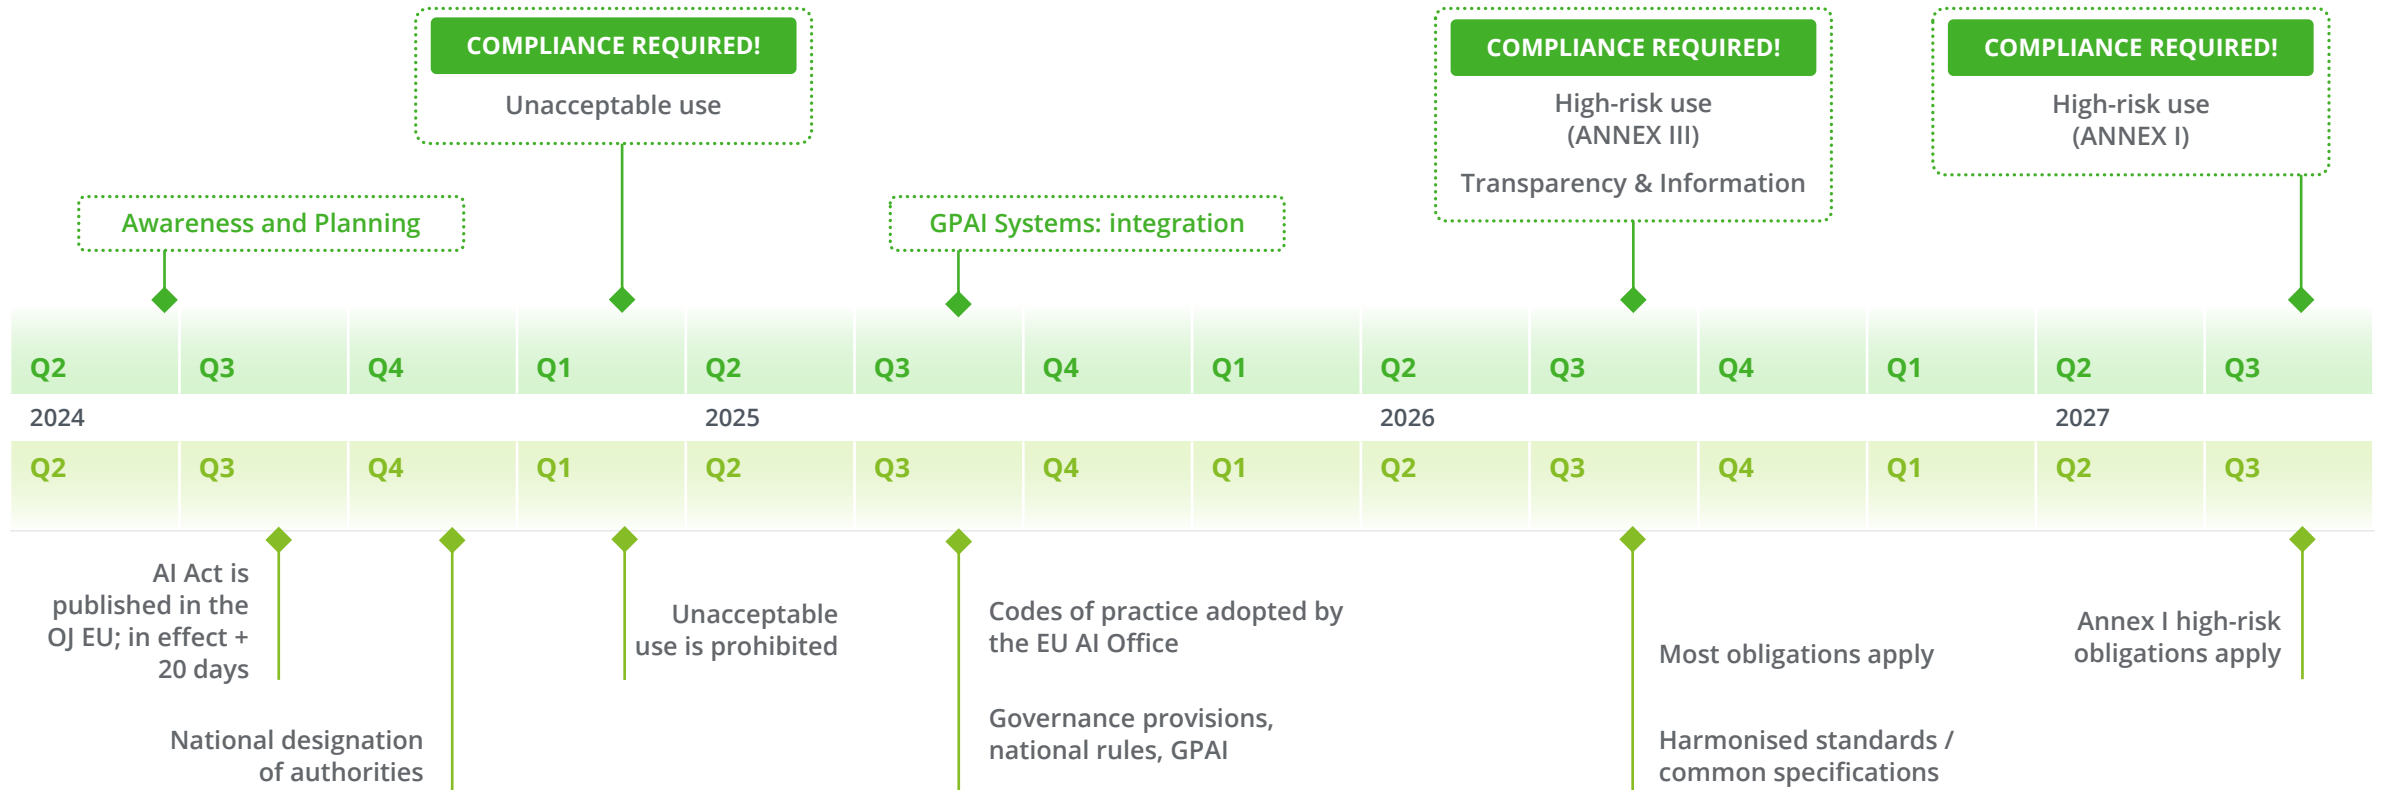 COMPLIANCE REQUIRED!
Unacceptable use
COMPLIANCE REQUIRED!
High-risk use
(ANNEX III)
Transparency & Information
COMPLIANCE REQUIRED!
High-risk use
(ANNEX I)
Awareness and Planning
GPAI Systems: integration
Q2 Q3 Q4 Q1 Q2 Q3 Q4 Q1 Q2 Q3 Q4 Q1 Q2 Q3
2024 2025 2026 2027
Q2 Q3 Q4 Q1 Q2 Q3 Q4 Q1 Q2 Q3 Q4 Q1 Q2 Q3
AI Act is
published in the
OJ EU; in effect +
20 days
National designation
of authorities
Unacceptable
use is prohibited
Codes of practice adopted by
the EU AI Office
Governance provisions,
national rules, GPAI
Most obligations apply
Harmonised standards /
common specifications
Annex I high-risk
obligations apply